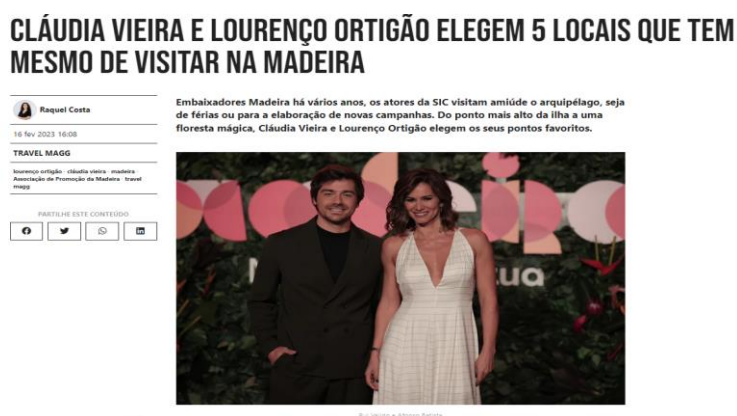 CLÁUDIA VIEIRA E LOURENÇO ORTIGÃO ELEGEM 5 LOCAIS QUE TEM
MESMO DE VISITAR NA MADEIRA
Raquel Costa
16 fev 2023 16:08
TRAVEL MAGG
lourenço ortigão · cláudia vieira · madeira ·
Associação de Promoção da Madeira · travel
magg
PARTILHE ESTE CONTEÚDO
Embaixadores Madeira há vários anos, os atores da SIC visitam amiúde o arquipélago, seja
de férias ou para a elaboração de novas campanhas. Do ponto mais alto da ilha a uma
floresta mágica, Cláudia Vieira e Lourenço Ortigão elegem os seus pontos favoritos.